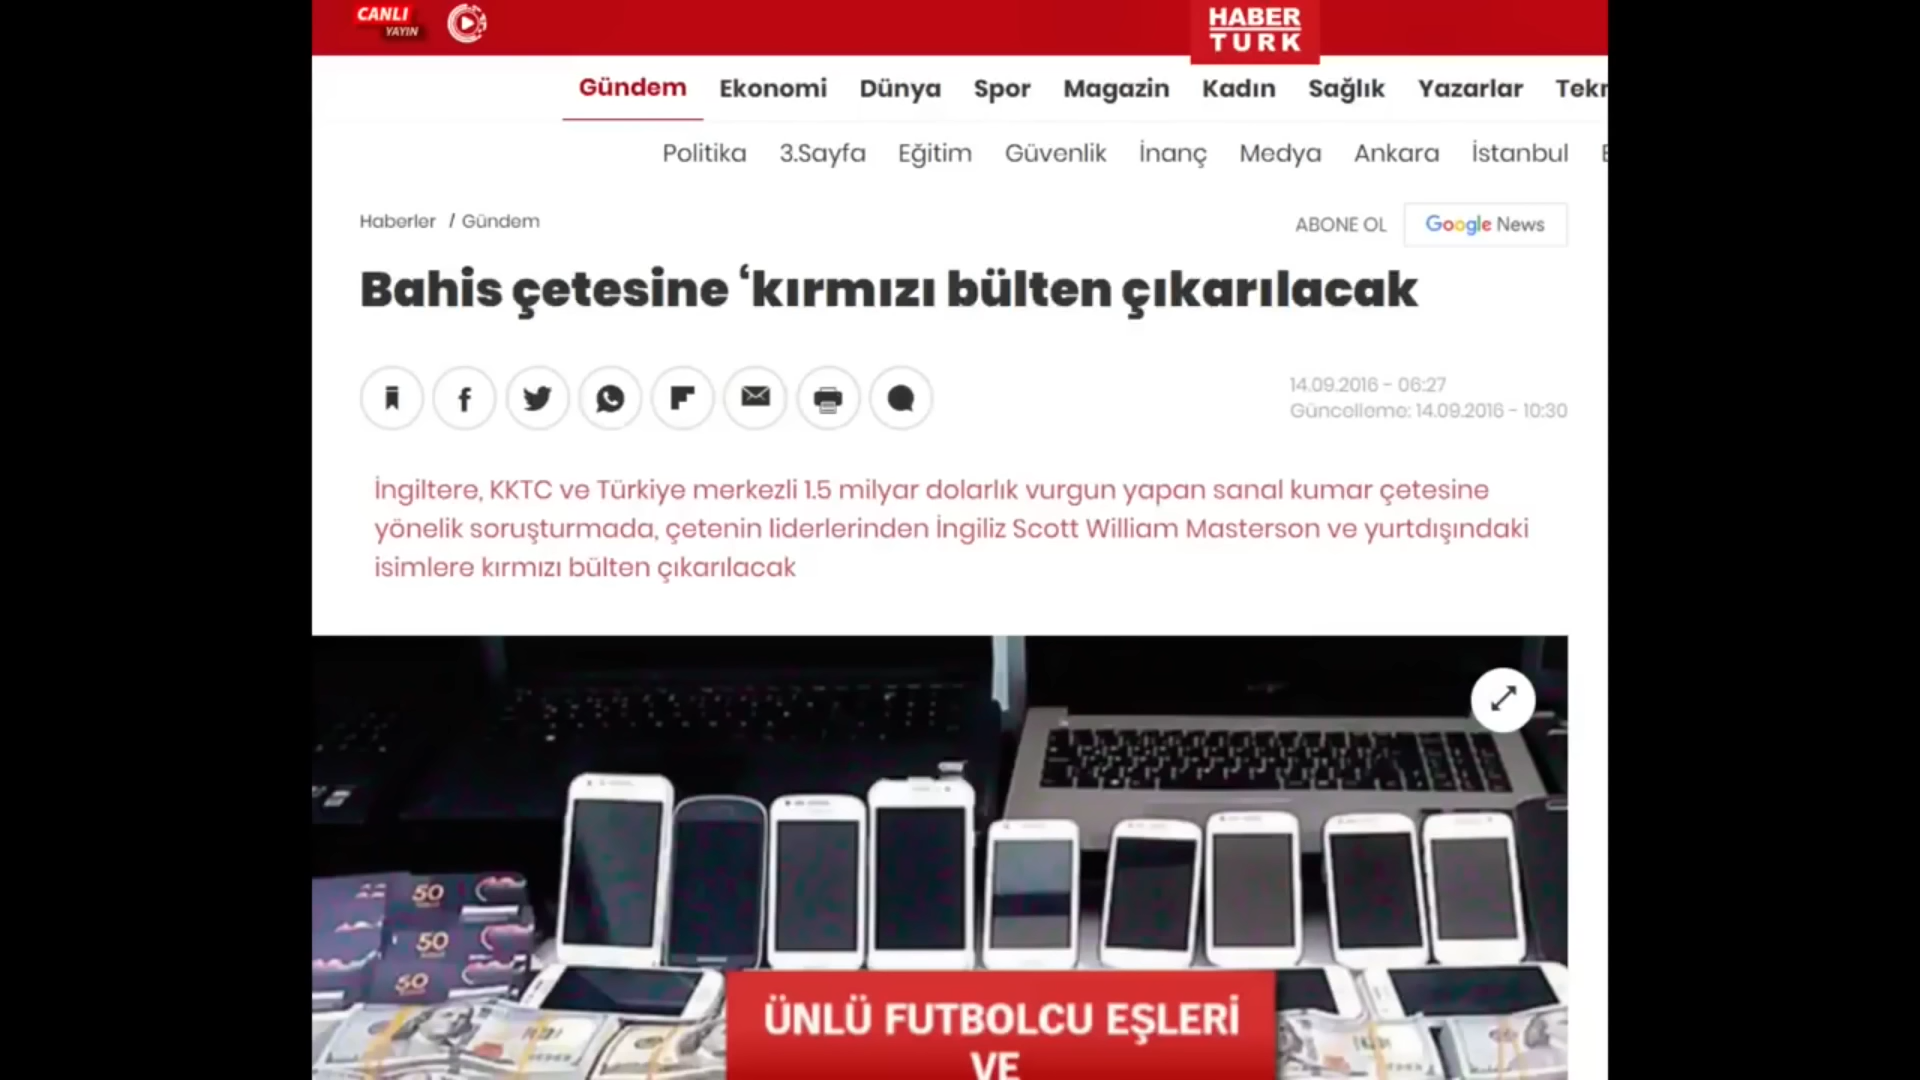 CANLI
YAYIN
HABER
TURK
Gündem Ekonomi Dünya Spor Magazin Kadın Sağlık Yazarlar Tekn
Politika 3.Sayfa Eğitim Güvenlik İnanç Medya Ankara İstanbul
Haberler / Gündem
ABONE OL Google News
Bahis çetesine ‘kırmızı bülten çıkarılacak
14.09.2016 - 06:27
Güncelleme: 14.09.2016 - 10:30
İngiltere, KKTC ve Türkiye merkezli 1.5 milyar dolarlık vurgun yapan sanal kumar çetesine
yönelik soruşturmada, çetenin liderlerinden İngiliz Scott William Masterson ve yurtdışındaki
isimlere kırmızı bülten çıkarılacak
50
50
50
ÜNLÜ FUTBOLCU EŞLERİ
VE